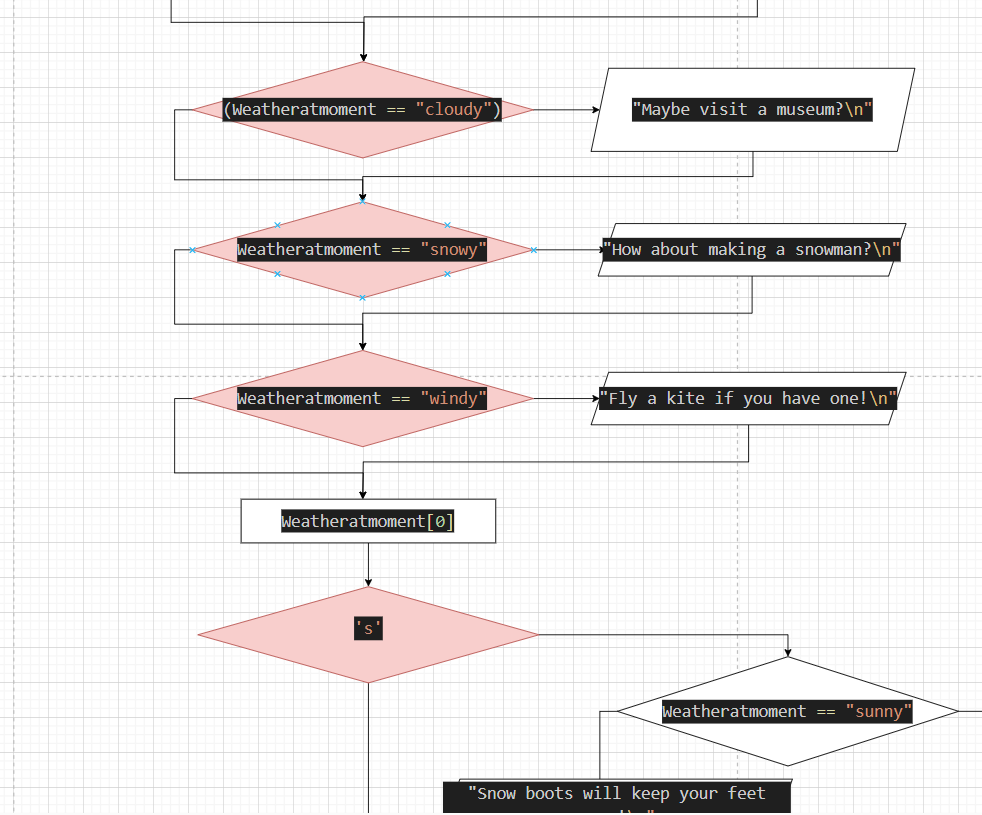 (Weatheratmoment == "cloudy")
"Maybe visit a museum?\n"
Weatheratmoment == "snowy"
"How about making a snowman?\n"
Weatheratmoment == "windy"
"Fly a kite if you have one!\n"
Weatheratmoment[0]
's'
Weatheratmoment == "sunny"
"Snow boots will keep your feet